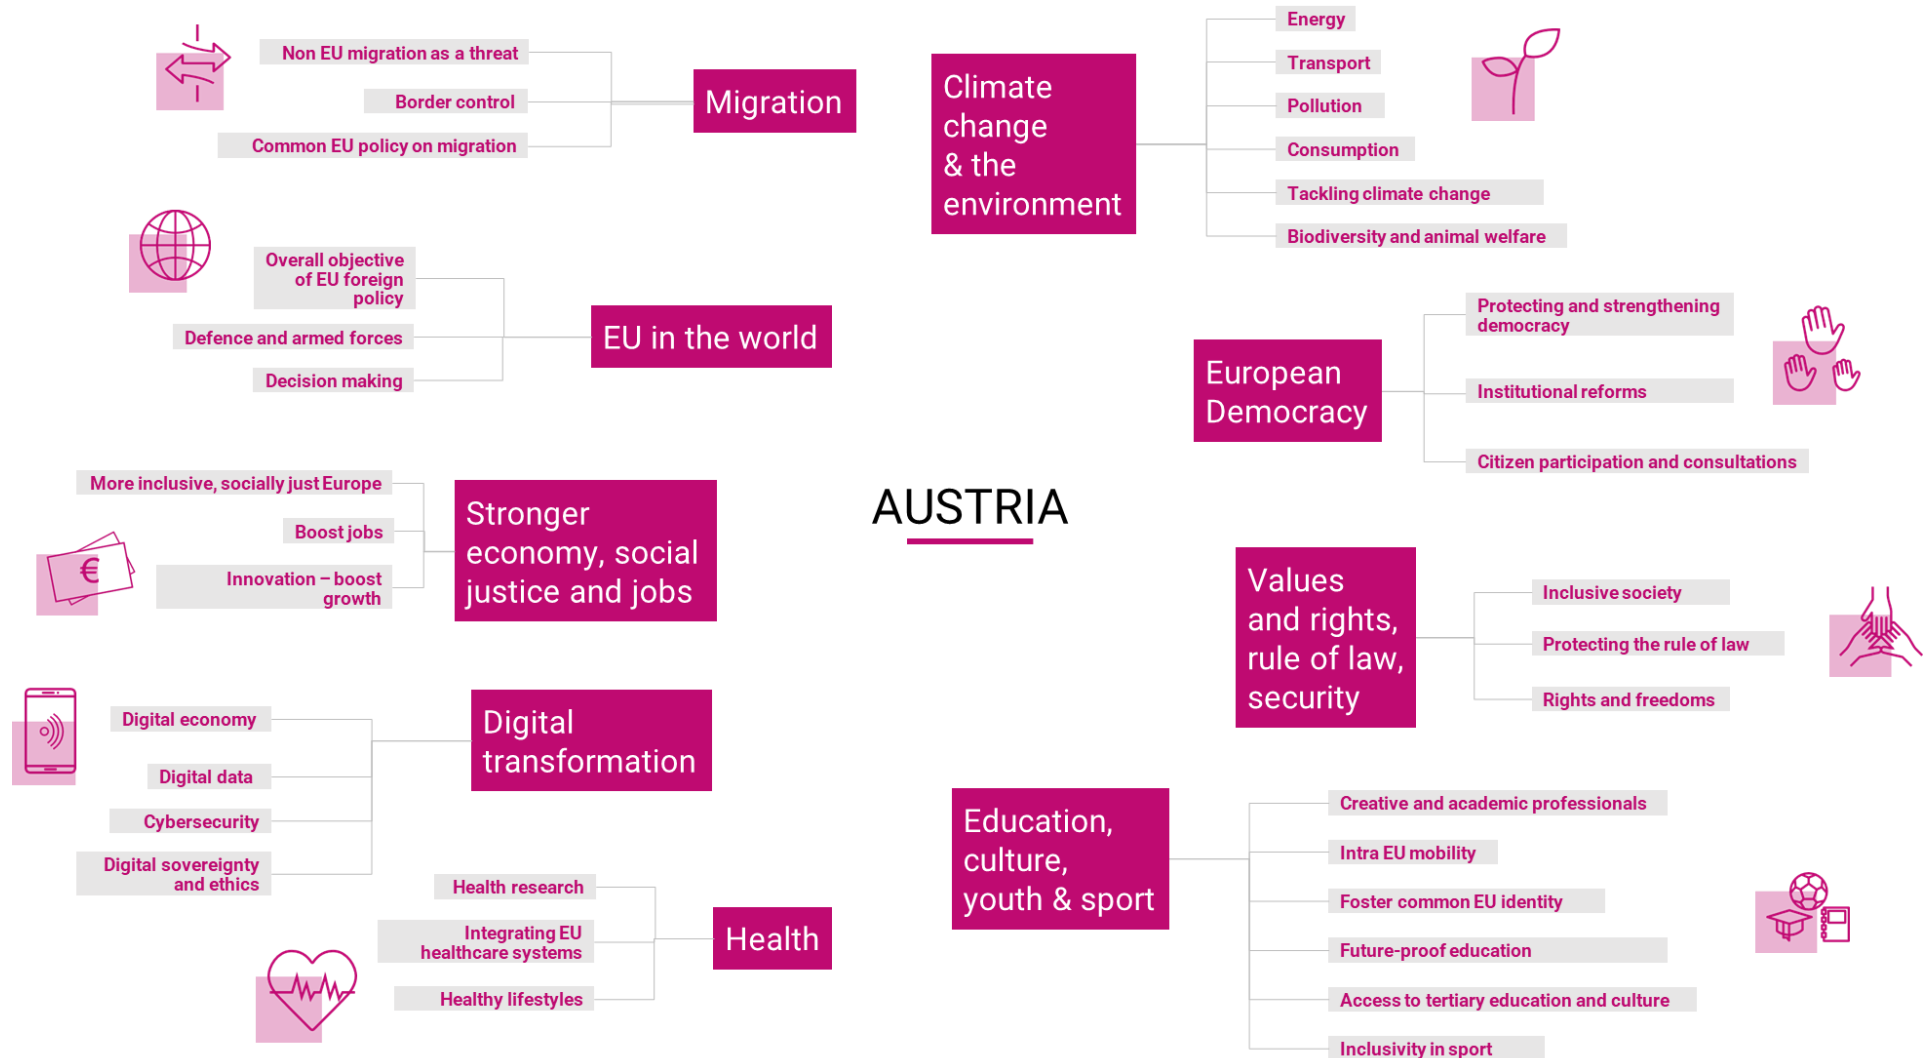 Non EU migration as a threat
Border control
Common EU policy on migration
Migration
Overall objective
of EU foreign
policy
Defence and armed forces
Decision making
EU in the world
More inclusive, socially just Europe
Boost jobs
Innovation – boost
growth
€
Stronger
economy, social
justice and jobs
Digital economy
Digital data
Cybersecurity
Digital sovereignty
and ethics
Digital
transformation
Health research
Integrating EU
healthcare systems
Healthy lifestyles
Health
AUSTRIA
Climate
change
& the
environment
Energy
Transport
Pollution
Consumption
Tackling climate change
Biodiversity and animal welfare
European
Democracy
Protecting and strengthening
democracy
Institutional reforms
Citizen participation and consultations
Values
and rights,
rule of law,
security
Inclusive society
Protecting the rule of law
Rights and freedoms
Education,
culture,
youth & sport
Creative and academic professionals
Intra EU mobility
Foster common EU identity
Future-proof education
Access to tertiary education and culture
Inclusivity in sport